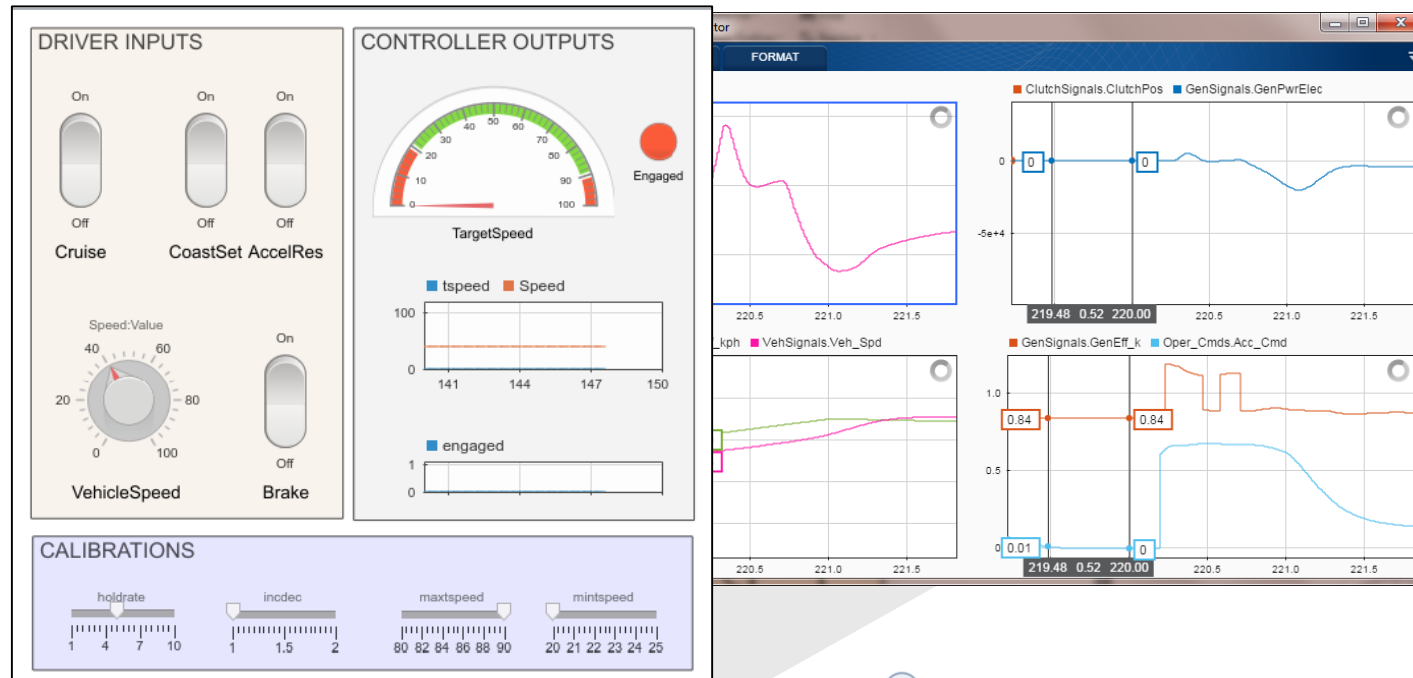 DRIVER INPUTS
On On On
Off Off Off
Cruise CoastSet AccelRes
Speed:Value
0 20 40 60 80 100
VehicleSpeed
On
Off
Brake
CONTROLLER OUTPUTS
0 10 20 30 40 50 60 70 80 90 100
TargetSpeed
Engaged
tspeed Speed
100
0
141 144 147 150
engaged
1
0
CALIBRATIONS
holdrate incdec maxtspeed mintspeed
1 4 7 10
1 1.5 2
80 82 84 86 88 90
20 21 22 23 24 25
tor
FORMAT
220.5 221.0 221.5
ClutchSignals.ClutchPos GenSignals.GenPwrElec
0
0 0
-5e+4
219.48 0.52 220.00
220.5 221.0 221.5
_kph VehSignals.Veh_Spd
220.5 221.0 221.5
GenSignals.GenEff_k Oper_Cmds.Acc_Cmd
1.0
0.84 0.84
0.5
0 0.01 0
219.48 0.52 220.00
220.5 221.0 221.5